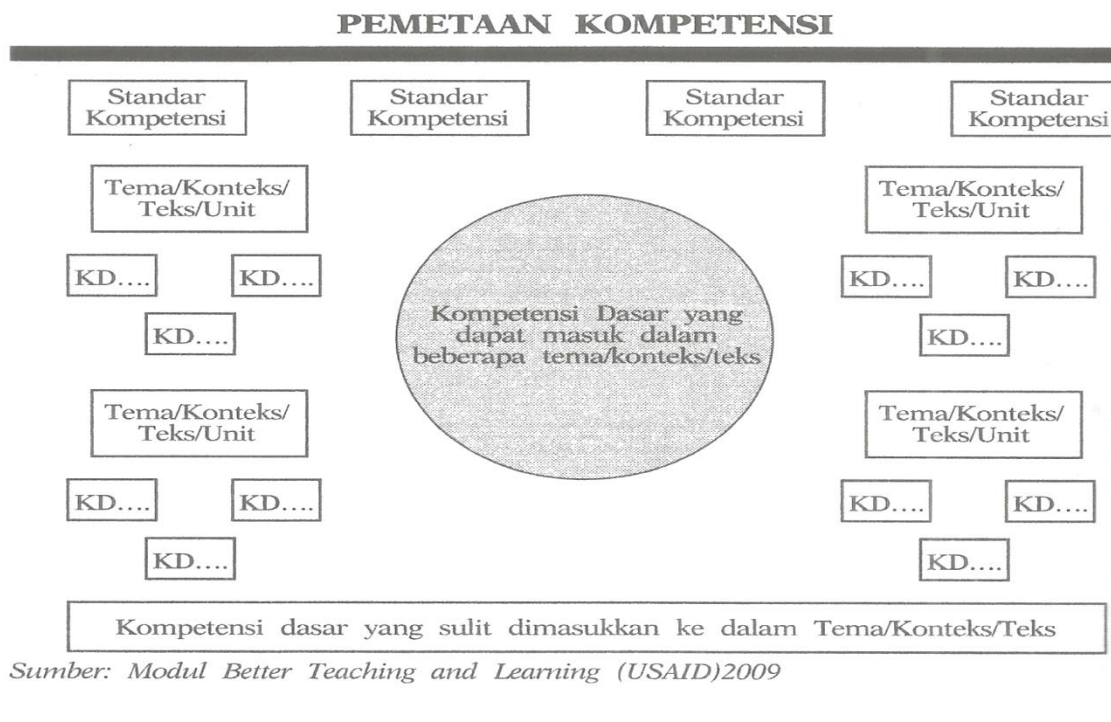 PEMETAAN KOMPETENSI
Standar
Kompetensi
Standar
Kompetensi
Standar
Kompetensi
Standar
Kompetensi
Tema/Konteks/
Teks/Unit
KD....
KD....
KD....
Tema/Konteks/
Teks/Unit
KD....
KD....
KD....
Kompetensi Dasar yang
dapat masuk dalam
beberapa tema/konteks/teks
Tema/Konteks/
Teks/Unit
KD....
KD....
KD....
Tema/Konteks/
Teks/Unit
KD....
KD....
KD....
Kompetensi dasar yang sulit dimasukkan ke dalam Tema/Konteks/Teks
Sumber: Modul Better Teaching and Learning (USAID)2009